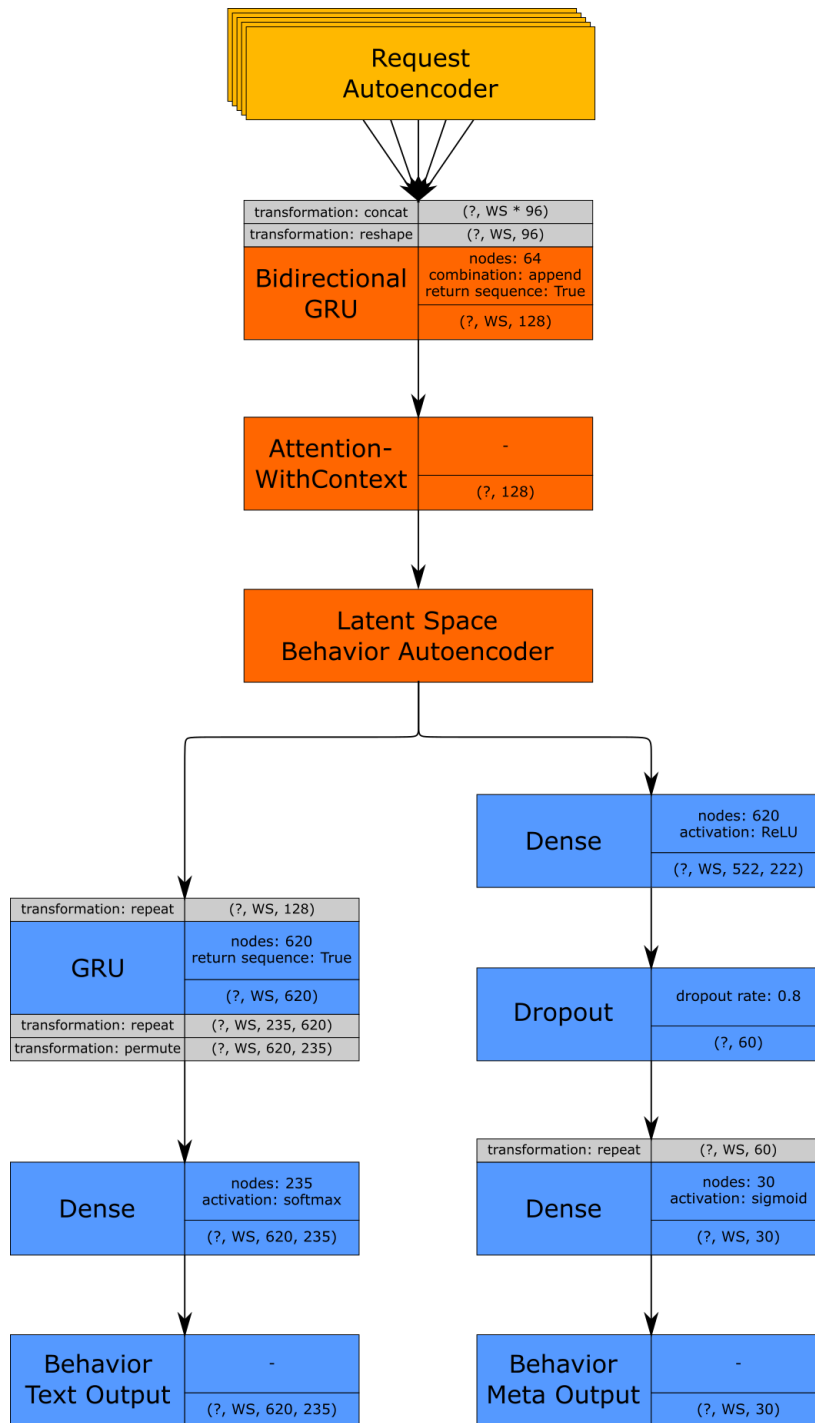 Request
Autoencoder
transformation: concat
(?, WS * 96)
transformation: reshape
(?, WS, 96)
Bidirectional
GRU
nodes: 64
combination: append
return sequence: True
(?, WS, 128)
Attention-
WithContext
-
(?, 128)
Latent Space
Behavior Autoencoder
transformation: repeat
(?, WS, 128)
GRU
nodes: 620
return sequence: True
(?, WS, 620)
transformation: repeat
(?, WS, 235, 620)
transformation: permute
(?, WS, 620, 235)
Dense
nodes: 235
activation: softmax
(?, WS, 620, 235)
Behavior
Text Output
-
(?, WS, 620, 235)
Dense
nodes: 620
activation: ReLU
(?, WS, 522, 222)
Dropout
dropout rate: 0.8
(?, 60)
transformation: repeat
(?, WS, 60)
Dense
nodes: 30
activation: sigmoid
(?, WS, 30)
Behavior
Meta Output
-
(?, WS, 30)